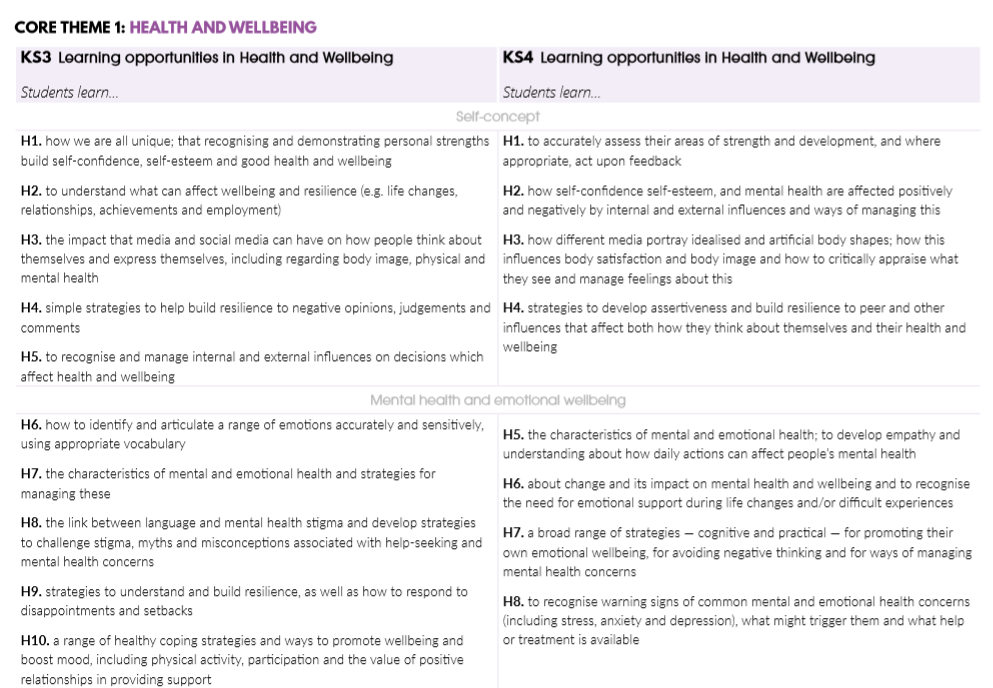 CORE THEME 1: HEALTH AND WELLBEING
KS3 Learning opportunities in Health and Wellbeing
Students learn...
KS4 Learning opportunities in Health and Wellbeing
Students learn...
Self-concept
H1. how we are all unique; that recognising and demonstrating personal strengths
build self-confidence, self-esteem and good health and wellbeing
H2. to understand what can affect wellbeing and resilience (e.g. life changes,
relationships, achievements and employment)
H3. the impact that media and social media can have on how people think about
themselves and express themselves, including regarding body image, physical and
mental health
H4. simple strategies to help build resilience to negative opinions, judgements and
comments
H5. to recognise and manage internal and external influences on decisions which
affect health and wellbeing
H1. to accurately assess their areas of strength and development, and where
appropriate, act upon feedback
H2. how self-confidence self-esteem, and mental health are affected positively
and negatively by internal and external influences and ways of managing this
H3. how different media portray idealised and artificial body shapes; how this
influences body satisfaction and body image and how to critically appraise what
they see and manage feelings about this
H4. strategies to develop assertiveness and build resilience to peer and other
influences that affect both how they think about themselves and their health and
wellbeing
Mental health and emotional wellbeing
H6. how to identify and articulate a range of emotions accurately and sensitively,
using appropriate vocabulary
H7. the characteristics of mental and emotional health and strategies for
managing these
H8. the link between language and mental health stigma and develop strategies
to challenge stigma, myths and misconceptions associated with help-seeking and
mental health concerns
H9. strategies to understand and build resilience, as well as how to respond to
disappointments and setbacks
H10. a range of healthy coping strategies and ways to promote wellbeing and
boost mood, including physical activity, participation and the value of positive
relationships in providing support
H5. the characteristics of mental and emotional health; to develop empathy and
understanding about how daily actions can affect people's mental health
H6. about change and its impact on mental health and wellbeing and to recognise
the need for emotional support during life changes and/or difficult experiences
H7. a broad range of strategies — cognitive and practical — for promoting their
own emotional wellbeing, for avoiding negative thinking and for ways of managing
mental health concerns
H8. to recognise warning signs of common mental and emotional health concerns
(including stress, anxiety and depression), what might trigger them and what help
or treatment is available